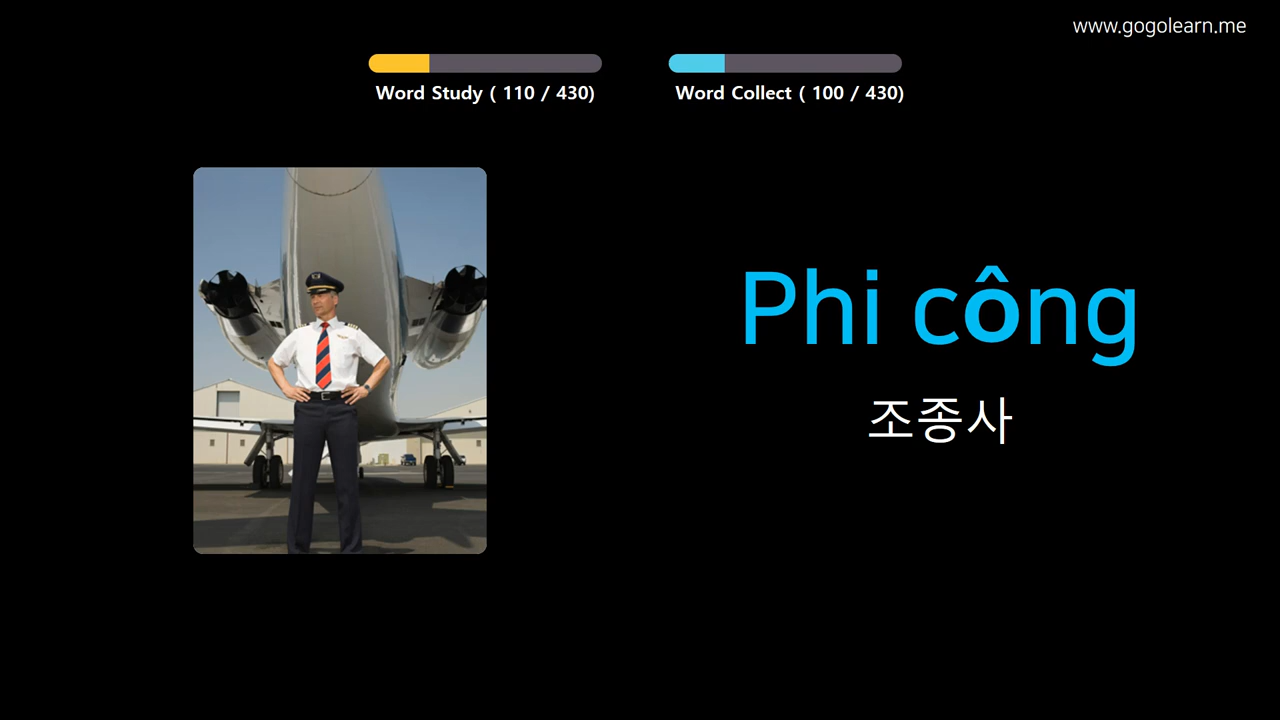 www.gogolearn.me
Word Study ( 110 / 430)
Word Collect ( 100 / 430)
Phi công
조종사